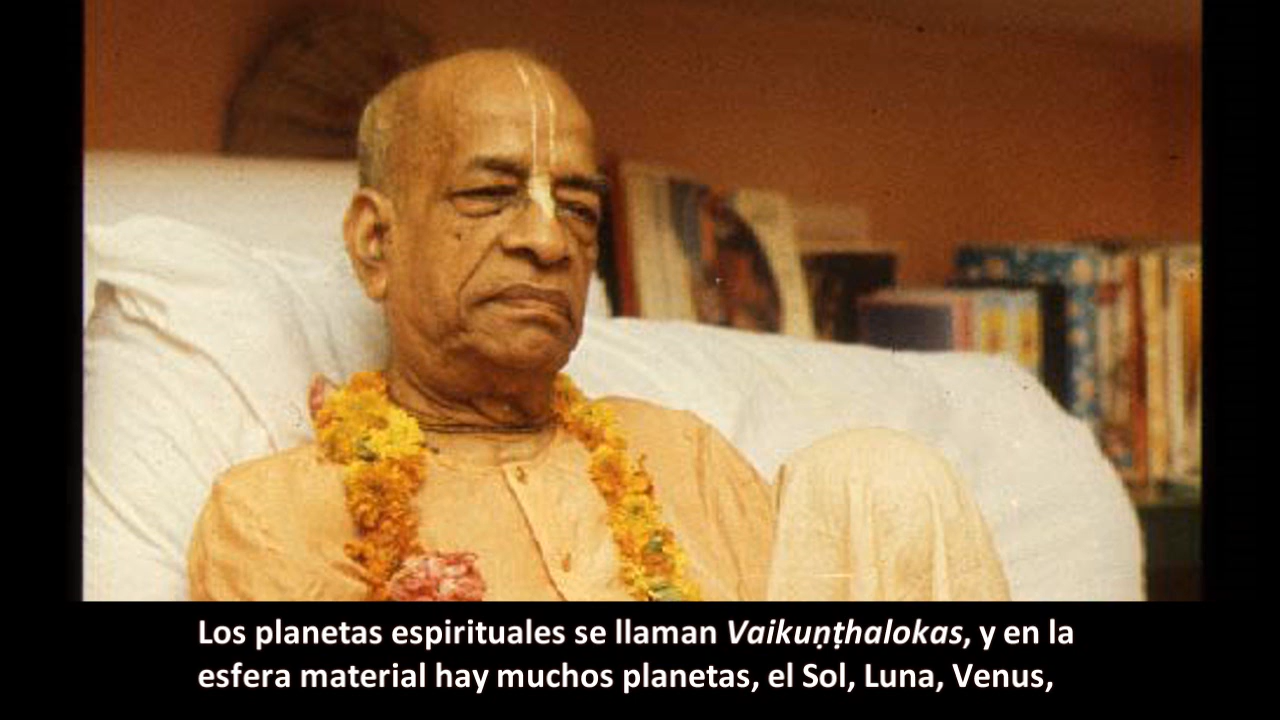 Los planetas espirituales se llaman Vaikuṇṭhalokas, y en la
esfera material hay muchos planetas, el Sol, Luna, Venus,